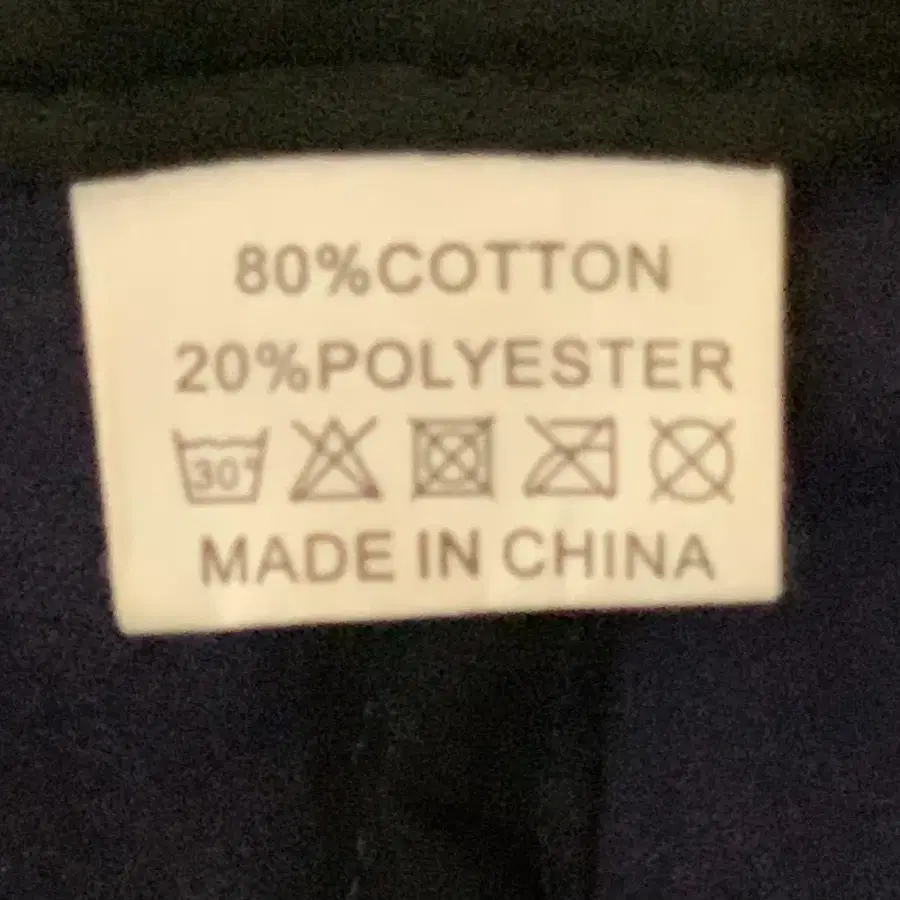 80%COTTON
20%POLYESTER
30°
MADE IN CHINA